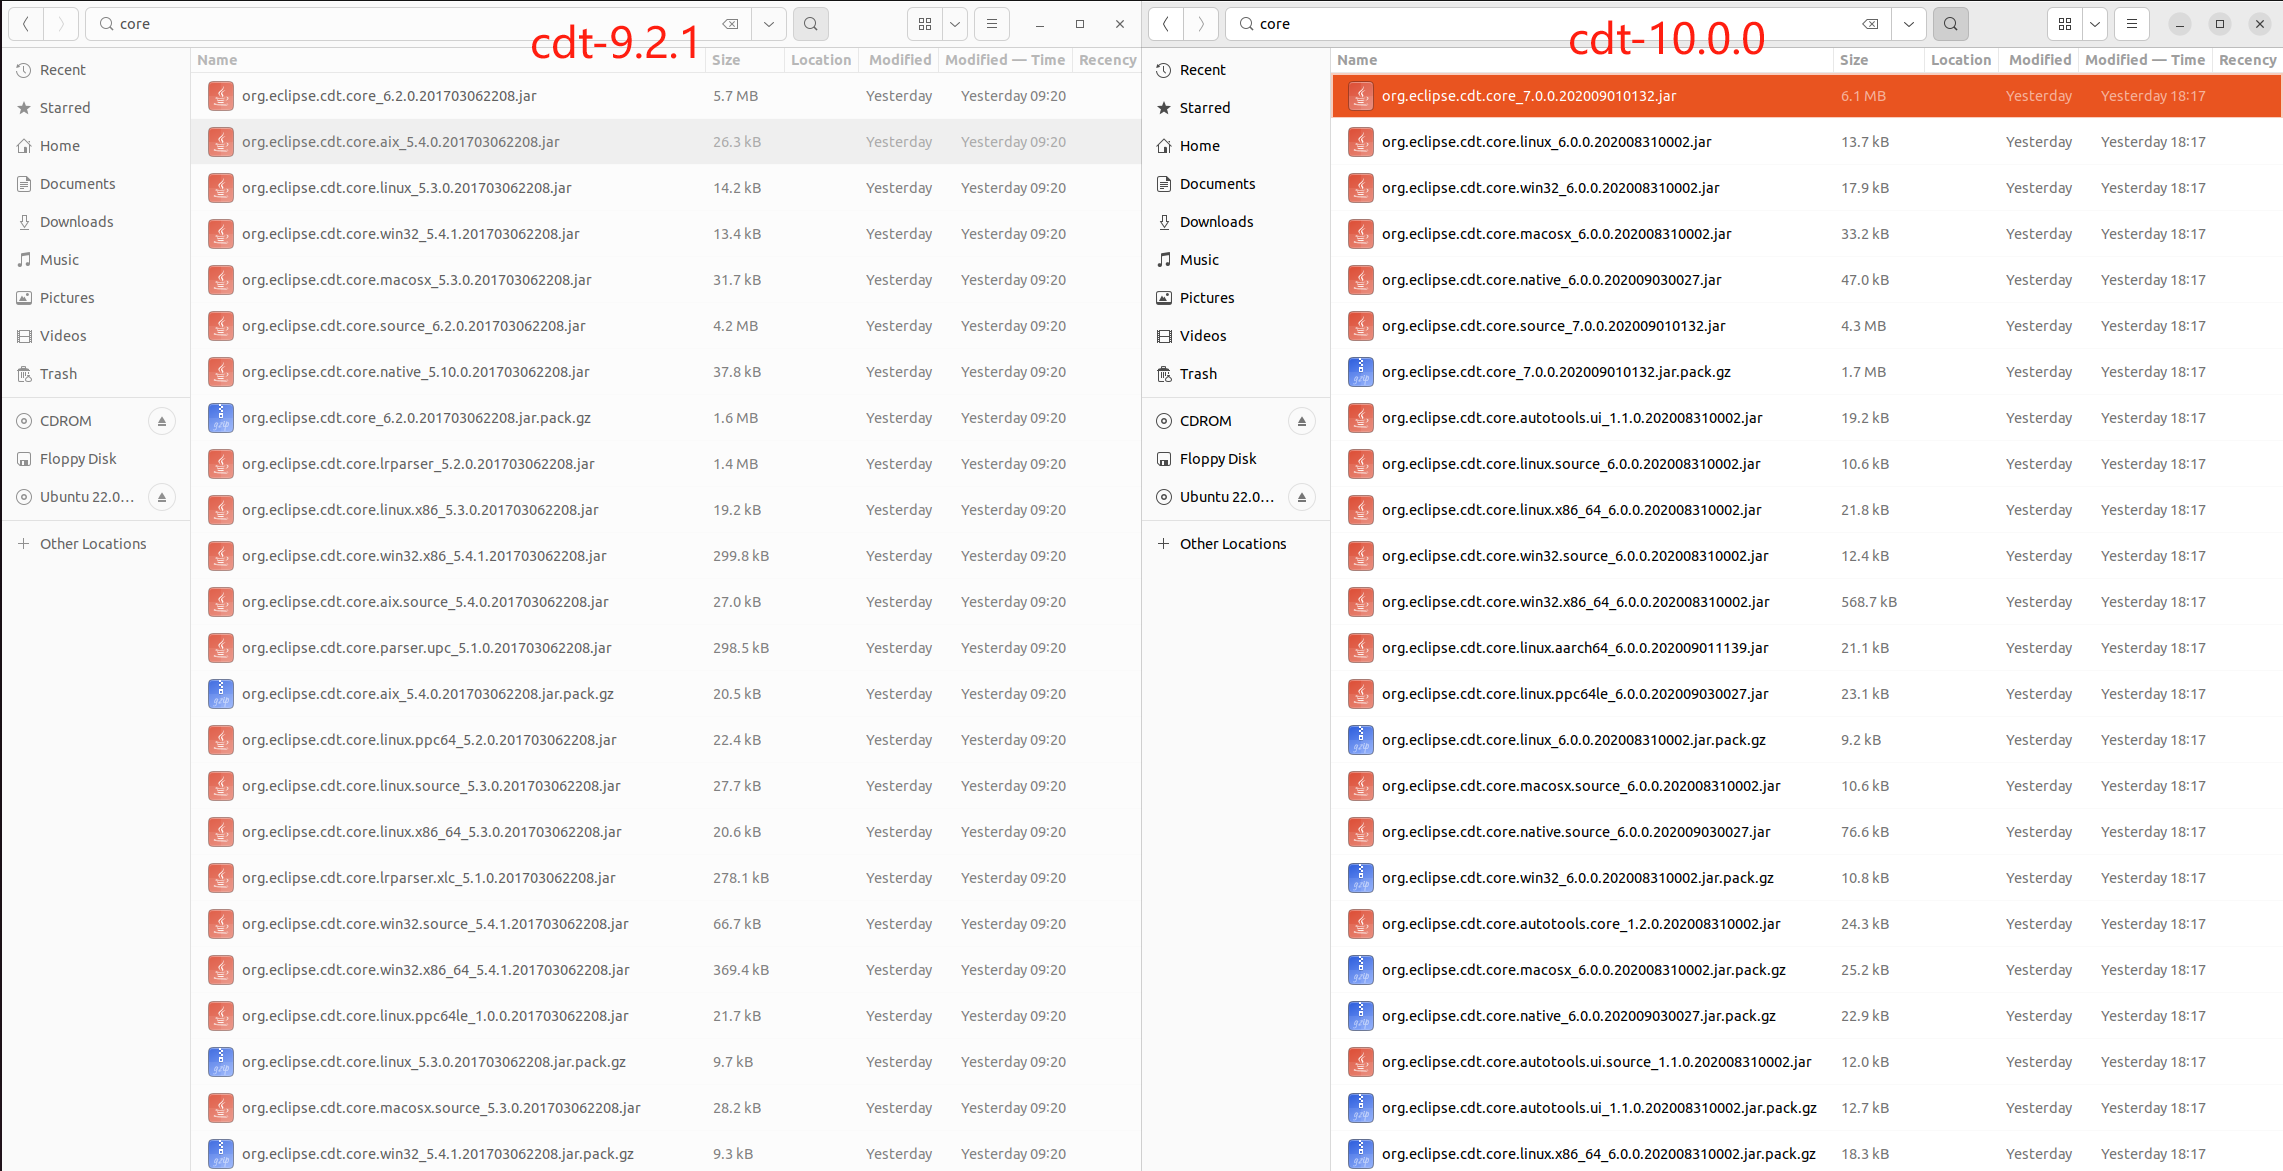 core
cdt-9.2.1
Name Size Location Modified Modified — Time Recency
Recent
Starred
Home
Documents
Downloads
Music
Pictures
Videos
Trash
CDROM
Floppy Disk
Ubuntu 22.0...
Other Locations
org.eclipse.cdt.core_6.2.0.201703062208.jar 5.7 MB Yesterday Yesterday 09:20
org.eclipse.cdt.core.aix_5.4.0.201703062208.jar 26.3 kB Yesterday Yesterday 09:20
org.eclipse.cdt.core.linux_5.3.0.201703062208.jar 14.2 kB Yesterday Yesterday 09:20
org.eclipse.cdt.core.win32_5.4.1.201703062208.jar 13.4 kB Yesterday Yesterday 09:20
org.eclipse.cdt.core.macosx_5.3.0.201703062208.jar 31.7 kB Yesterday Yesterday 09:20
org.eclipse.cdt.core.source_6.2.0.201703062208.jar 4.2 MB Yesterday Yesterday 09:20
org.eclipse.cdt.core.native_5.10.0.201703062208.jar 37.8 kB Yesterday Yesterday 09:20
org.eclipse.cdt.core_6.2.0.201703062208.jar.pack.gz 1.6 MB Yesterday Yesterday 09:20
org.eclipse.cdt.core.lrparser_5.2.0.201703062208.jar 1.4 MB Yesterday Yesterday 09:20
org.eclipse.cdt.core.linux.x86_5.3.0.201703062208.jar 19.2 kB Yesterday Yesterday 09:20
org.eclipse.cdt.core.win32.x86_5.4.1.201703062208.jar 299.8 kB Yesterday Yesterday 09:20
org.eclipse.cdt.core.aix.source_5.4.0.201703062208.jar 27.0 kB Yesterday Yesterday 09:20
org.eclipse.cdt.core.parser.upc_5.1.0.201703062208.jar 298.5 kB Yesterday Yesterday 09:20
org.eclipse.cdt.core.aix_5.4.0.201703062208.jar.pack.gz 20.5 kB Yesterday Yesterday 09:20
org.eclipse.cdt.core.linux.ppc64_5.2.0.201703062208.jar 22.4 kB Yesterday Yesterday 09:20
org.eclipse.cdt.core.linux.source_5.3.0.201703062208.jar 27.7 kB Yesterday Yesterday 09:20
org.eclipse.cdt.core.linux.x86_64_5.3.0.201703062208.jar 20.6 kB Yesterday Yesterday 09:20
org.eclipse.cdt.core.lrparser.xlc_5.1.0.201703062208.jar 278.1 kB Yesterday Yesterday 09:20
org.eclipse.cdt.core.win32.source_5.4.1.201703062208.jar 66.7 kB Yesterday Yesterday 09:20
org.eclipse.cdt.core.win32.x86_64_5.4.1.201703062208.jar 369.4 kB Yesterday Yesterday 09:20
org.eclipse.cdt.core.linux.ppc64le_1.0.0.201703062208.jar 21.7 kB Yesterday Yesterday 09:20
org.eclipse.cdt.core.linux_5.3.0.201703062208.jar.pack.gz 9.7 kB Yesterday Yesterday 09:20
org.eclipse.cdt.core.macosx.source_5.3.0.201703062208.jar 28.2 kB Yesterday Yesterday 09:20
org.eclipse.cdt.core.win32_5.4.1.201703062208.jar.pack.gz 9.3 kB Yesterday Yesterday 09:20
core
cdt-10.0.0
Name Size Location Modified Modified — Time Recency
Recent
Starred
Home
Documents
Downloads
Music
Pictures
Videos
Trash
CDROM
Floppy Disk
Ubuntu 22.0...
Other Locations
org.eclipse.cdt.core_7.0.0.202009010132.jar 6.1 MB Yesterday Yesterday 18:17
org.eclipse.cdt.core.linux_6.0.0.202008310002.jar 13.7 kB Yesterday Yesterday 18:17
org.eclipse.cdt.core.win32_6.0.0.202008310002.jar 17.9 kB Yesterday Yesterday 18:17
org.eclipse.cdt.core.macosx_6.0.0.202008310002.jar 33.2 kB Yesterday Yesterday 18:17
org.eclipse.cdt.core.native_6.0.0.202009030027.jar 47.0 kB Yesterday Yesterday 18:17
org.eclipse.cdt.core.source_7.0.0.202009010132.jar 4.3 MB Yesterday Yesterday 18:17
org.eclipse.cdt.core_7.0.0.202009010132.jar.pack.gz 1.7 MB Yesterday Yesterday 18:17
org.eclipse.cdt.core.autotools.ui_1.1.0.202008310002.jar 19.2 kB Yesterday Yesterday 18:17
org.eclipse.cdt.core.linux.source_6.0.0.202008310002.jar 10.6 kB Yesterday Yesterday 18:17
org.eclipse.cdt.core.linux.x86_64_6.0.0.202008310002.jar 21.8 kB Yesterday Yesterday 18:17
org.eclipse.cdt.core.win32.source_6.0.0.202008310002.jar 12.4 kB Yesterday Yesterday 18:17
org.eclipse.cdt.core.win32.x86_64_6.0.0.202008310002.jar 568.7 kB Yesterday Yesterday 18:17
org.eclipse.cdt.core.linux.aarch64_6.0.0.202009011139.jar 21.1 kB Yesterday Yesterday 18:17
org.eclipse.cdt.core.linux.ppc64le_6.0.0.202009030027.jar 23.1 kB Yesterday Yesterday 18:17
org.eclipse.cdt.core.linux_6.0.0.202008310002.jar.pack.gz 9.2 kB Yesterday Yesterday 18:17
org.eclipse.cdt.core.macosx.source_6.0.0.202008310002.jar 10.6 kB Yesterday Yesterday 18:17
org.eclipse.cdt.core.native.source_6.0.0.202009030027.jar 76.6 kB Yesterday Yesterday 18:17
org.eclipse.cdt.core.win32_6.0.0.202008310002.jar.pack.gz 10.8 kB Yesterday Yesterday 18:17
org.eclipse.cdt.core.autotools.core_1.2.0.202008310002.jar 24.3 kB Yesterday Yesterday 18:17
org.eclipse.cdt.core.macosx_6.0.0.202008310002.jar.pack.gz 25.2 kB Yesterday Yesterday 18:17
org.eclipse.cdt.core.native_6.0.0.202009030027.jar.pack.gz 22.9 kB Yesterday Yesterday 18:17
org.eclipse.cdt.core.autotools.ui.source_1.1.0.202008310002.jar 12.0 kB Yesterday Yesterday 18:17
org.eclipse.cdt.core.autotools.ui_1.1.0.202008310002.jar.pack.gz 12.7 kB Yesterday Yesterday 18:17
org.eclipse.cdt.core.linux.x86_64_6.0.0.202008310002.jar.pack.gz 18.3 kB Yesterday Yesterday 18:17